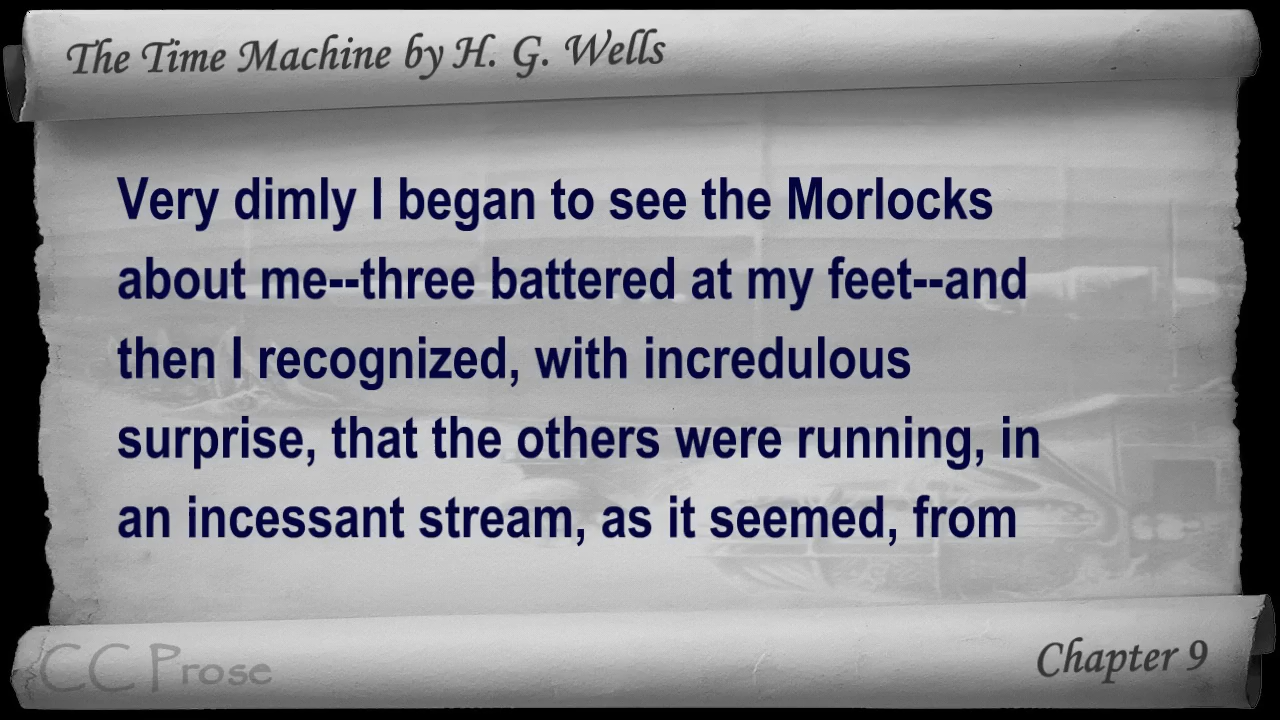 The Time Machine by H. G. Wells
Very dimly I began to see the Morlocks
about me--three battered at my feet--and
then I recognized, with incredulous
surprise, that the others were running, in
an incessant stream, as it seemed, from
CC Prose
Chapter 9